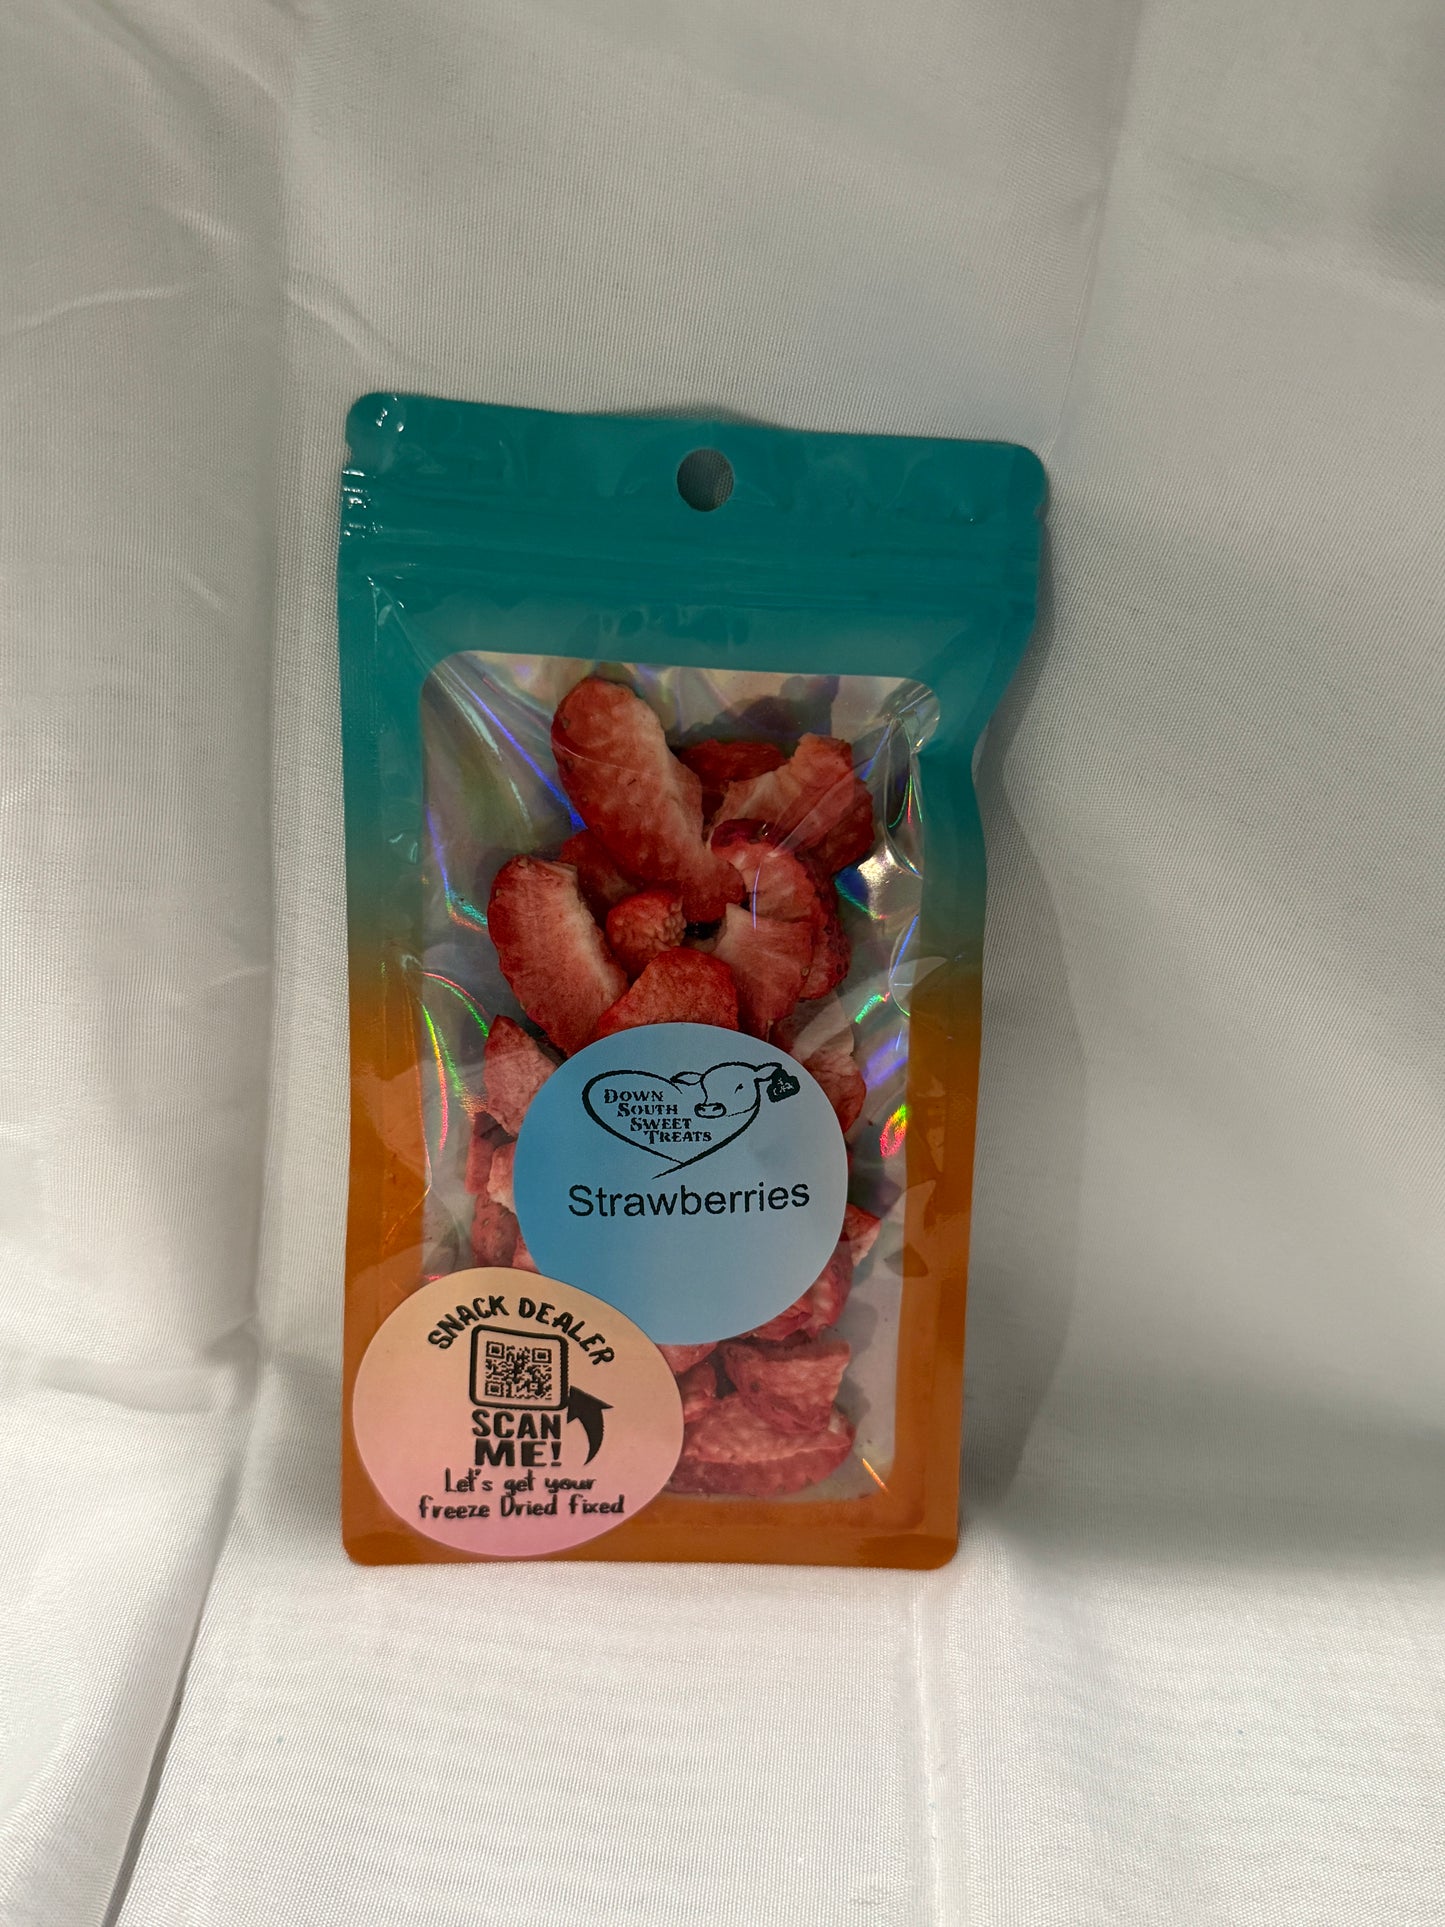 Down
South
Sweet
Treats
Strawberries
SNACK DEALER
SCAN
ME!
Let's get your
freeze Dried fixed